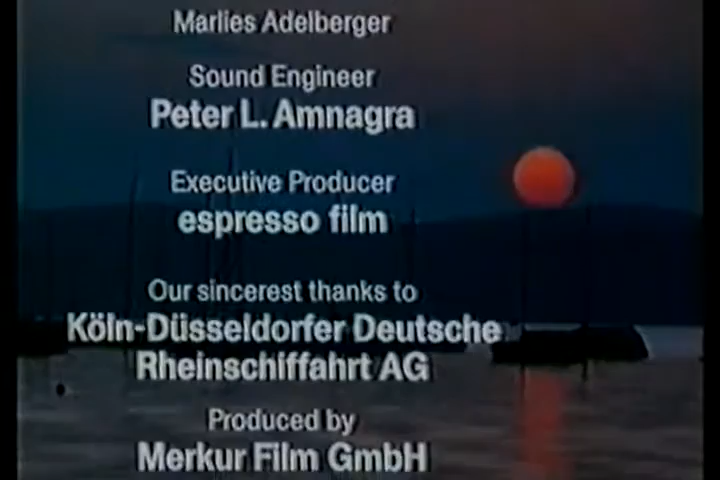 Marlies Adelberger
Sound Engineer
Peter L. Amnagra
Executive Producer
espresso film
Our sincerest thanks to
Köln-Düsseldorfer Deutsche
Rheinschiffahrt AG
Produced by
Merkur Film GmbH